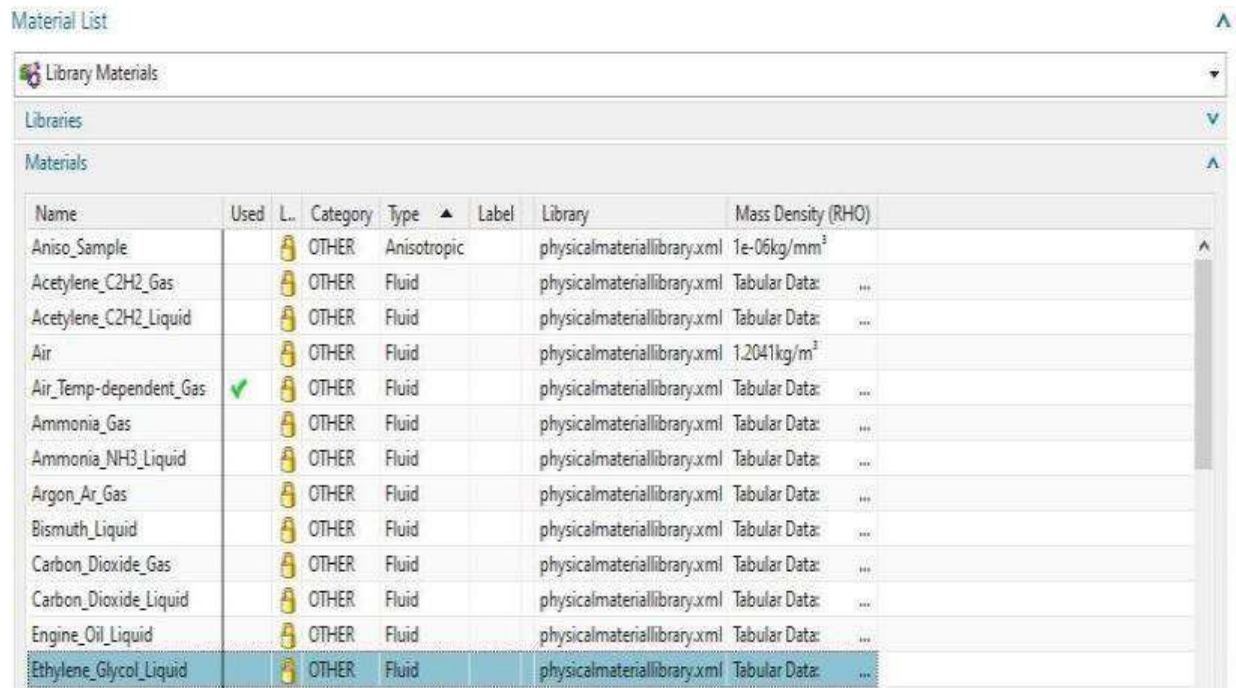 Material List
Library Materials
Libraries
Materials
Name Used L.. Category Type Label Library Mass Density (RHO)
Aniso_Sample OTHER Anisotropic physicalmateriallibrary.xml 1e-06kg/mm³
Acetylene_C2H2_Gas OTHER Fluid physicalmateriallibrary.xml Tabular Data: ...
Acetylene_C2H2_Liquid OTHER Fluid physicalmateriallibrary.xml Tabular Data: ...
Air OTHER Fluid physicalmateriallibrary.xml 1.2041kg/m³
Air_Temp-dependent_Gas OTHER Fluid physicalmateriallibrary.xml Tabular Data: ...
Ammonia_Gas OTHER Fluid physicalmateriallibrary.xml Tabular Data: ...
Ammonia_NH3_Liquid OTHER Fluid physicalmateriallibrary.xml Tabular Data: ...
Argon_Ar_Gas OTHER Fluid physicalmateriallibrary.xml Tabular Data: ...
Bismuth_Liquid OTHER Fluid physicalmateriallibrary.xml Tabular Data: ...
Carbon_Dioxide_Gas OTHER Fluid physicalmateriallibrary.xml Tabular Data: ...
Carbon_Dioxide_Liquid OTHER Fluid physicalmateriallibrary.xml Tabular Data: ...
Engine_Oil_Liquid OTHER Fluid physicalmateriallibrary.xml Tabular Data: ...
Ethylene_Glycol_Liquid OTHER Fluid physicalmateriallibrary.xml Tabular Data: ...